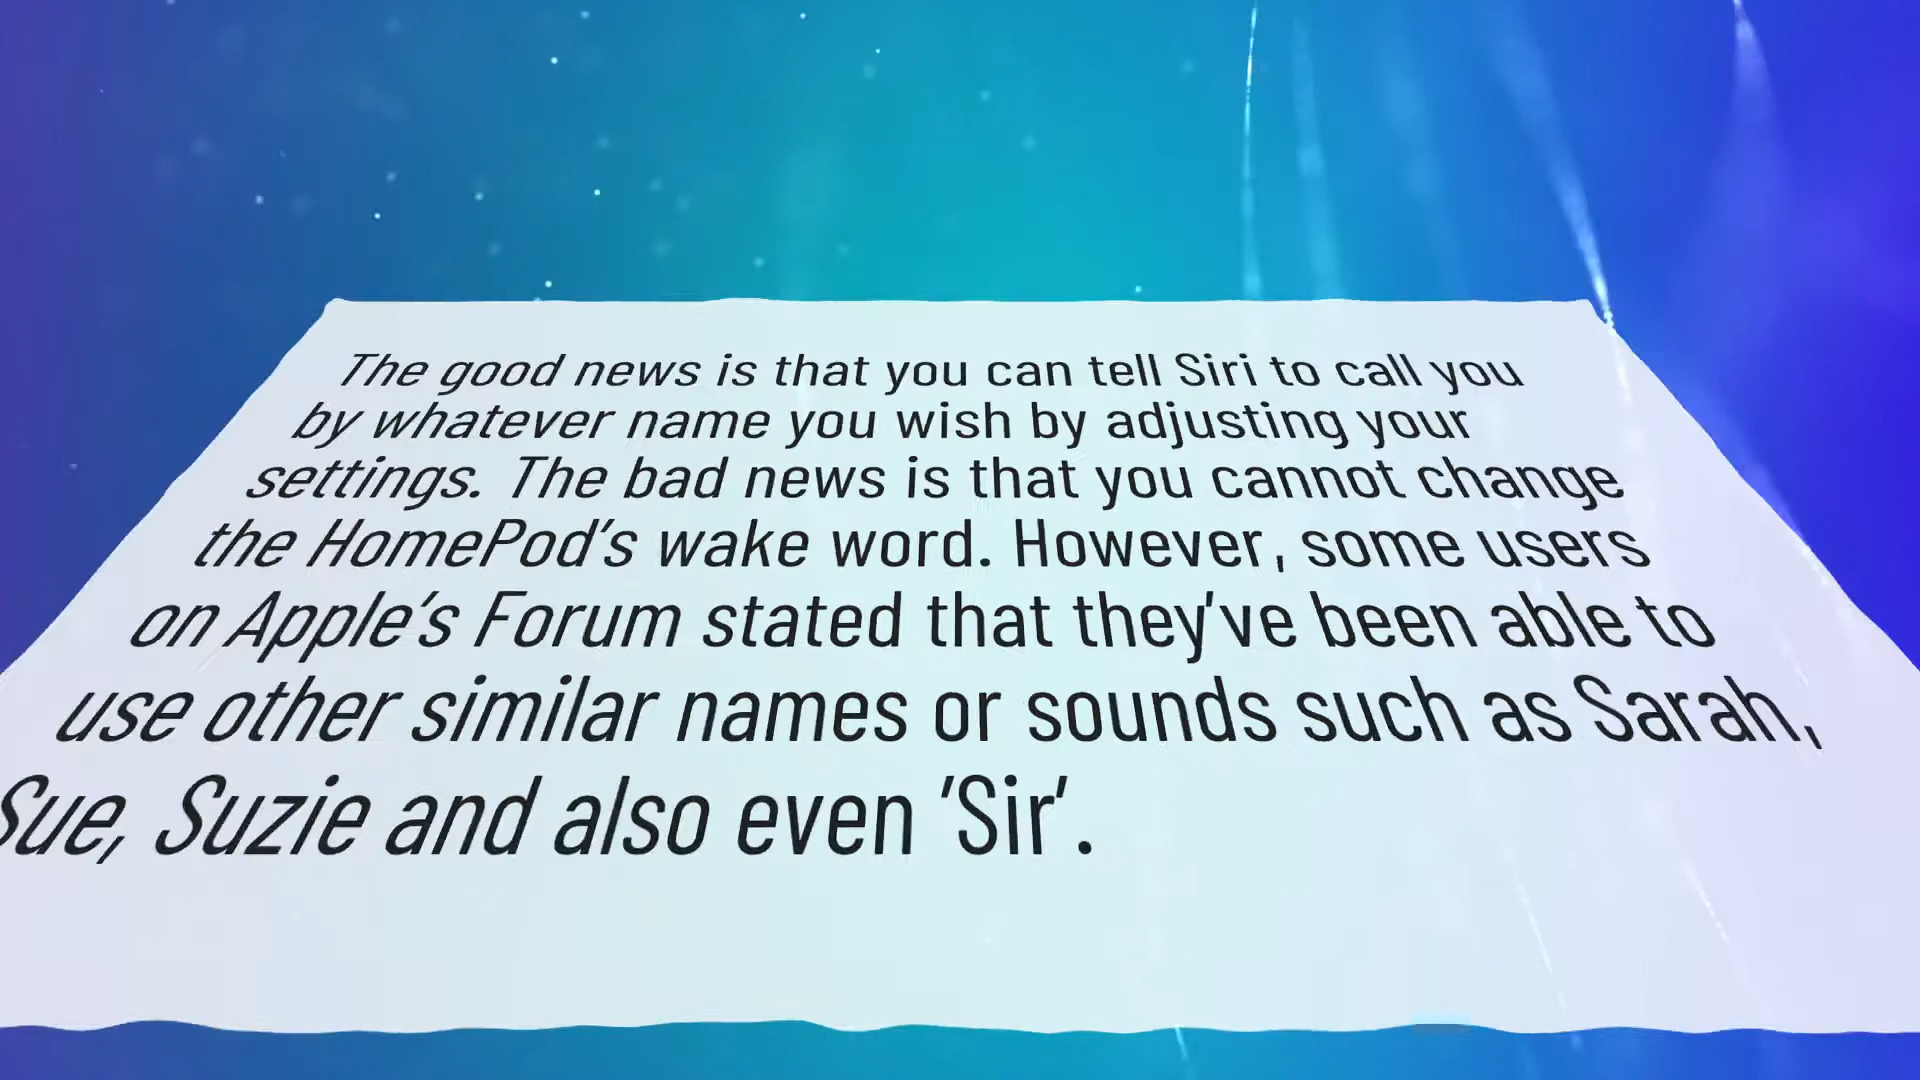 The good news is that you can tell Siri to call you
by whatever name you wish by adjusting your
settings. The bad news is that you cannot change
the HomePod's wake word. However, some users
on Apple's Forum stated that they've been able to
use other similar names or sounds such as Sarah,
Sue, Suzie and also even 'Sir'.